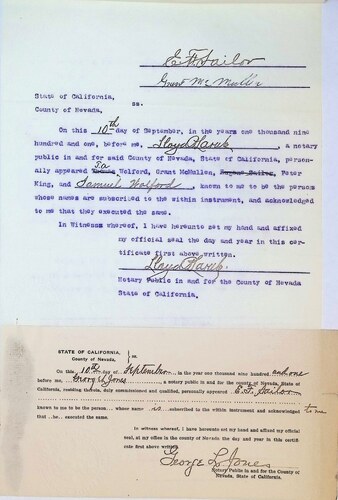 E. F. Tailor
Grant McMullen
State of California,
County of Nevada, ss.
On this 10th day of September, in the years one thousand nine
hundred and one, before me, Lloyd P. Larue, a notary
public in and for said County of Nevada, State of California, person-
ally appeared Wolford, Grant McMullen, Eugene Tailor, Peter
King, and Samuel Wolford, known to me to be the persons
whose names are subscribed to the within instrument, and acknowledged
to me that they executed the same.
In Witness whereof, I have hereunto set my hand and affixed
my official seal the day and year in this cer-
tificate first above written.
Lloyd P. Larue
Notary Public in and for the County of Nevada
State of California.
STATE OF CALIFORNIA,
County of Nevada, ss.
On this 10th day of September in the year one thousand nine hundred and one
before me, George L. Jones, a notary public in and for the county of Nevada, State of
California, residing therein, duly commissioned and qualified, personally appeared E. F. Tailor
known to me to be the person whose name is subscribed to the within instrument and acknowledged to me
that he executed the same.
In witness whereof, I have hereunto set my hand and affixed my official
seal, at my office in the county of Nevada the day and year in this certifi-
cate first above written.
George L. Jones
Notary Public in and for the County of
Nevada, State of California.